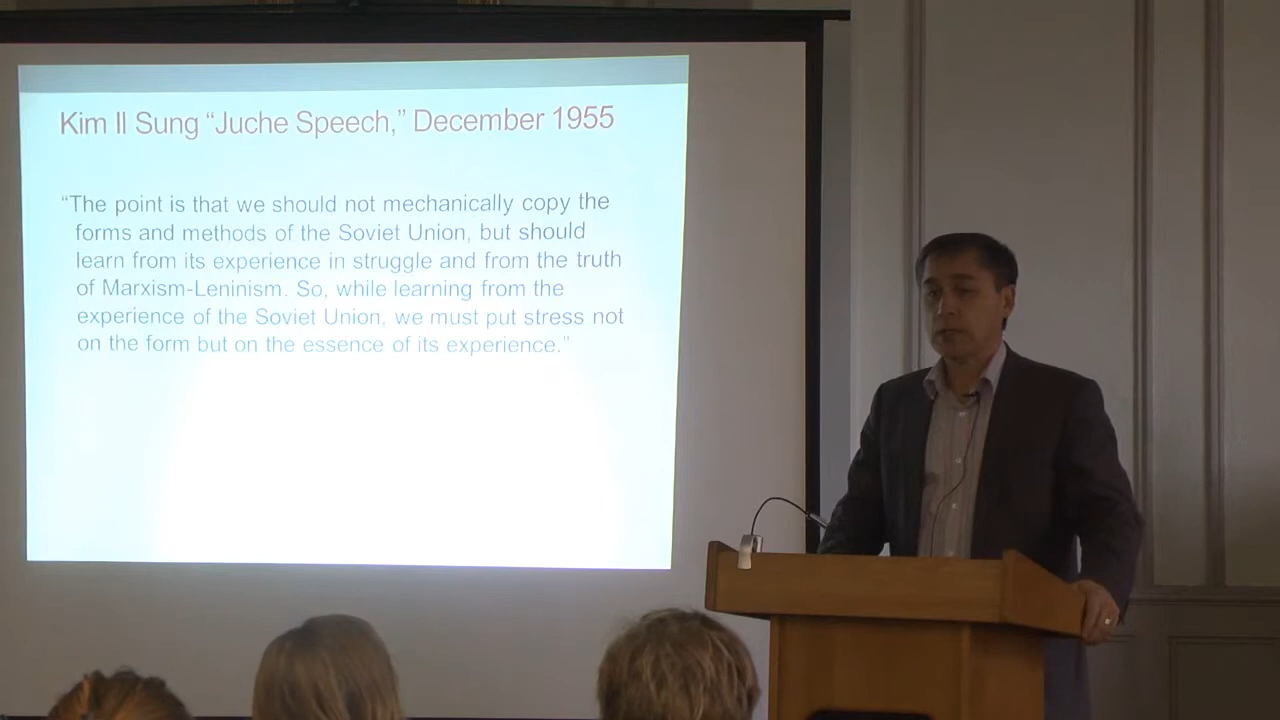 Kim Il Sung “Juche Speech,” December 1955
“The point is that we should not mechanically copy the
forms and methods of the Soviet Union, but should
learn from its experience in struggle and from the truth
of Marxism-Leninism. So, while learning from the
experience of the Soviet Union, we must put stress not
on the form but on the essence of its experience.”